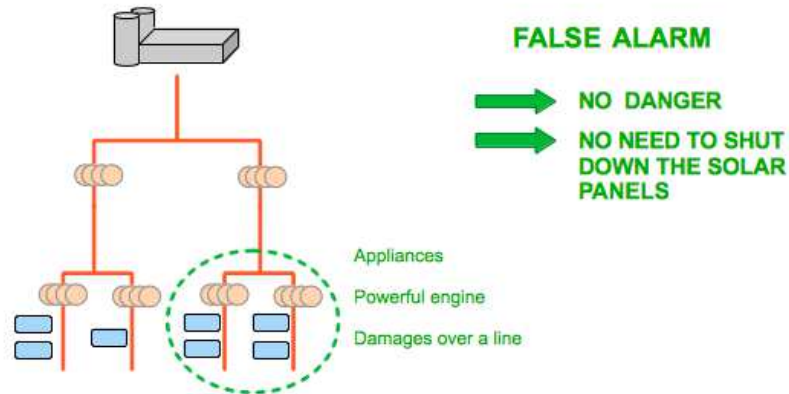 FALSE ALARM
NO DANGER
NO NEED TO SHUT
DOWN THE SOLAR
PANELS
Appliances
Powerful engine
Damages over a line